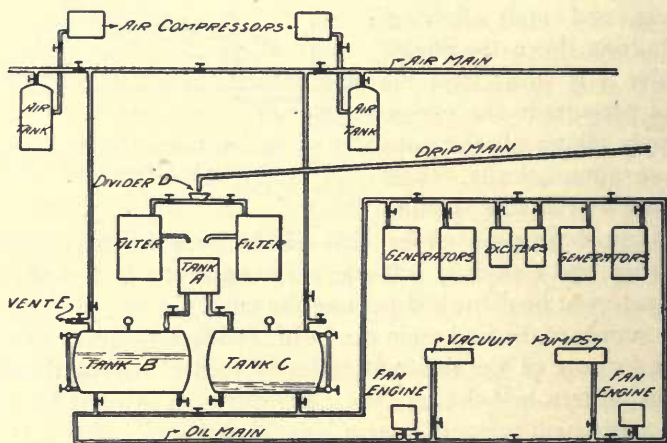 AIR COMPRESSORS
AIR MAIN
AIR
TANK
AIR
TANK
DRIP MAIN
DIVIDER D
FILTER
FILTER
GENERATORS
EXCITERS
GENERATORS
TANK
A
VENT E
VACUUM PUMPS
TANK-B
TANK C
FAN
ENGINE
FAN
ENGINE
OIL MAIN